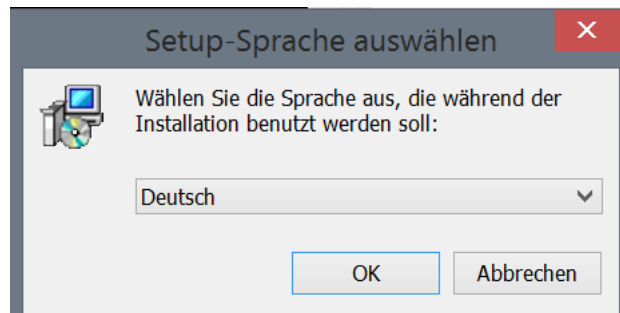 Setup-Sprache auswählen
Wählen Sie die Sprache aus, die während der
Installation benutzt werden soll:
Deutsch
OK Abbrechen